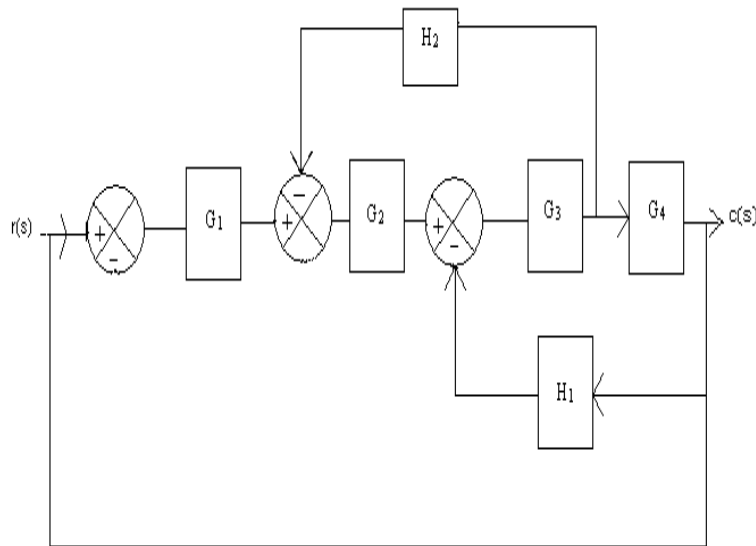 H₂
r(s)
+
−
G₁
−
+
G₂
+
−
G₃
G₄
c(s)
H₁